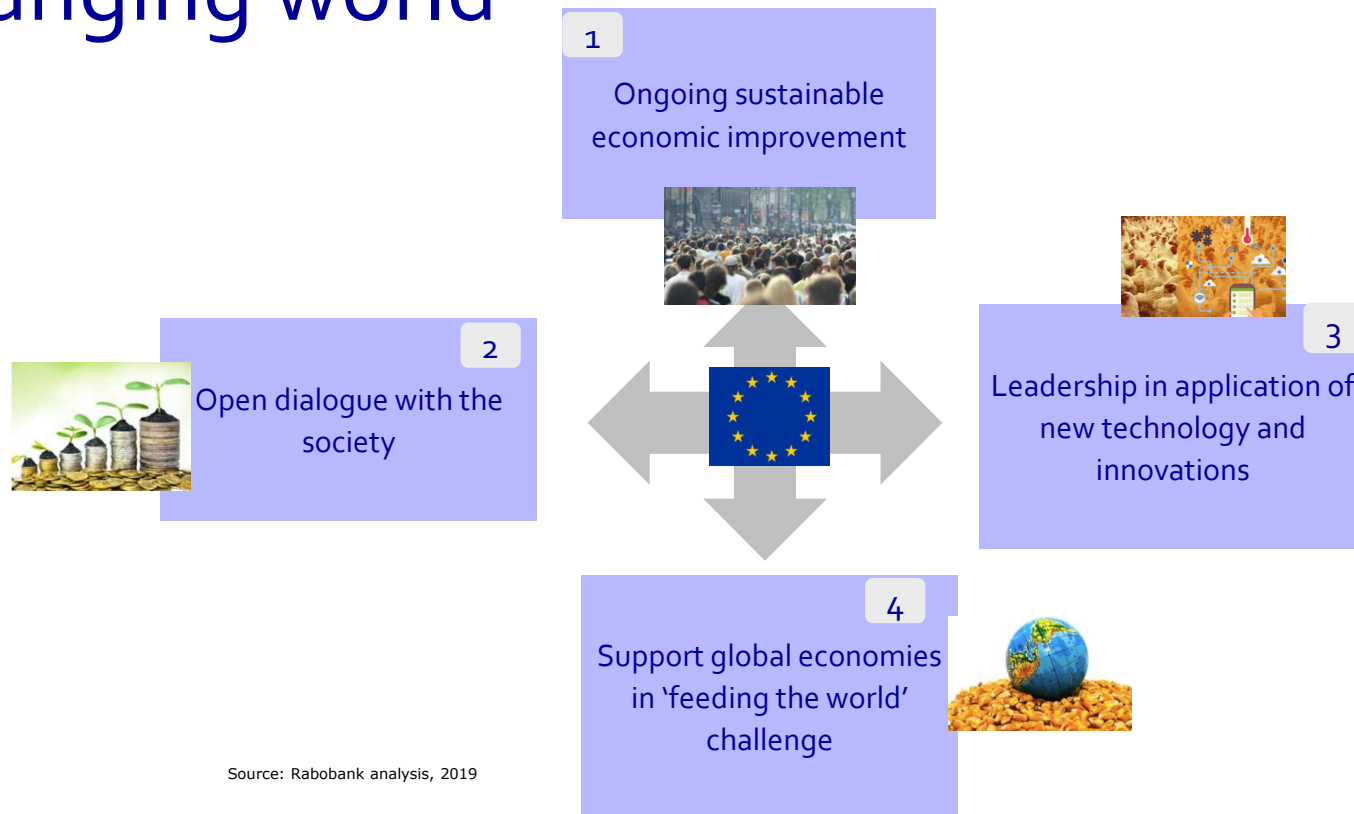 world
1
Ongoing sustainable
economic improvement
2
Open dialogue with the
society
3
Leadership in application of
new technology and
innovations
4
Support global economies
in ‘feeding the world’
challenge
Source: Rabobank analysis, 2019